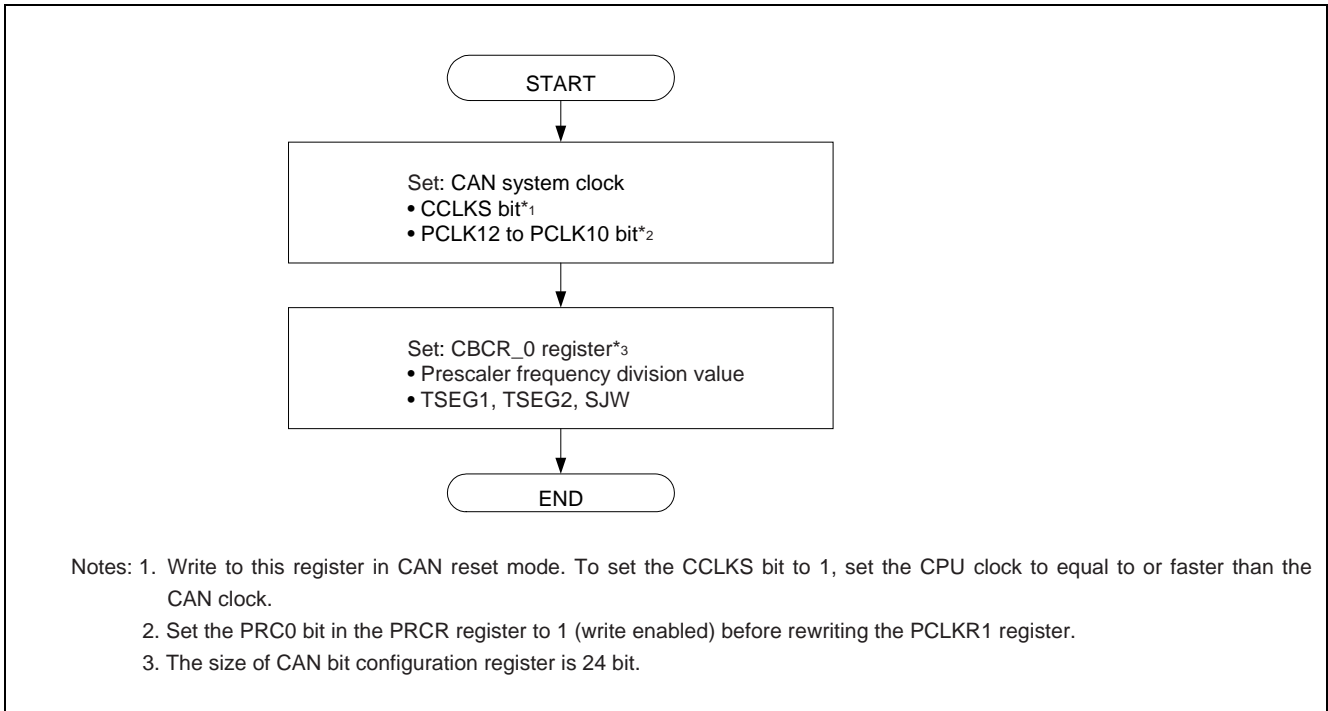 START
Set: CAN system clock
• CCLKS bit*1
• PCLK12 to PCLK10 bit*2
Set: CBCR_0 register*3
• Prescaler frequency division value
• TSEG1, TSEG2, SJW
END
Notes: 1. Write to this register in CAN reset mode. To set the CCLKS bit to 1, set the CPU clock to equal to or faster than the
CAN clock.
2. Set the PRC0 bit in the PRCR register to 1 (write enabled) before rewriting the PCLKR1 register.
3. The size of CAN bit configuration register is 24 bit.